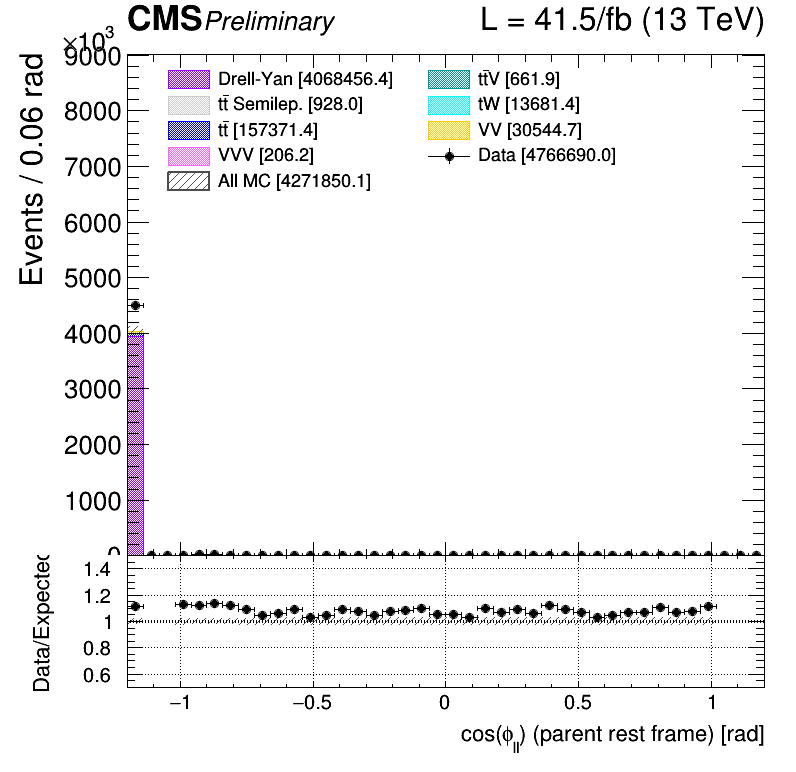 CMS Preliminary L = 41.5/fb (13 TeV)
×10³
Events / 0.06 rad
9000
8000
7000
6000
5000
4000
3000
2000
1000
0
Drell-Yan [4068456.4]
tt̄ Semilep. [928.0]
tt̄ [157371.4]
VVV [206.2]
All MC [4271850.1]
tt̄V [661.9]
tW [13681.4]
VV [30544.7]
Data [4766690.0]
Data/Expected
1.4
1.2
1
0.8
0.6
−1 −0.5 0 0.5 1
cos(ϕ_ll) (parent rest frame) [rad]